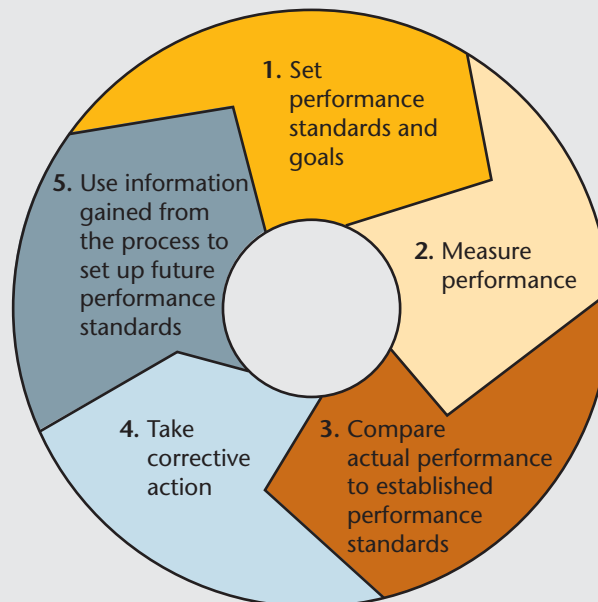 1. Set
performance
standards and
goals
2. Measure
performance
3. Compare
actual performance
to established
performance
standards
4. Take
corrective
action
5. Use information
gained from
the process to
set up future
performance
standards